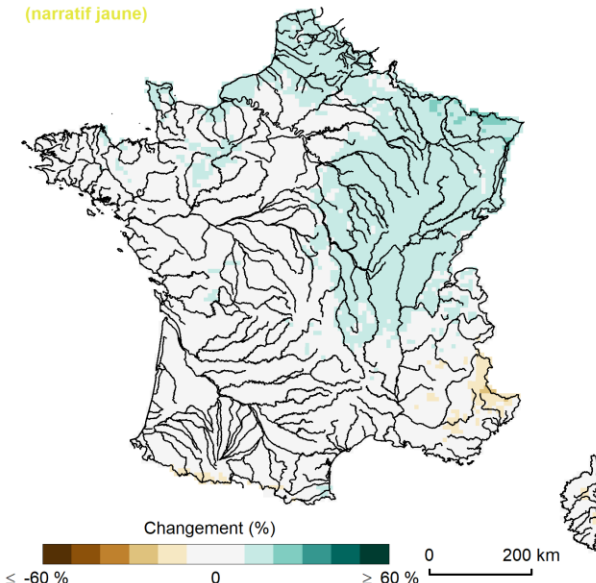 (narratif jaune)
Changement (%)
≤ -60 % 0 ≥ 60 %
0 200 km